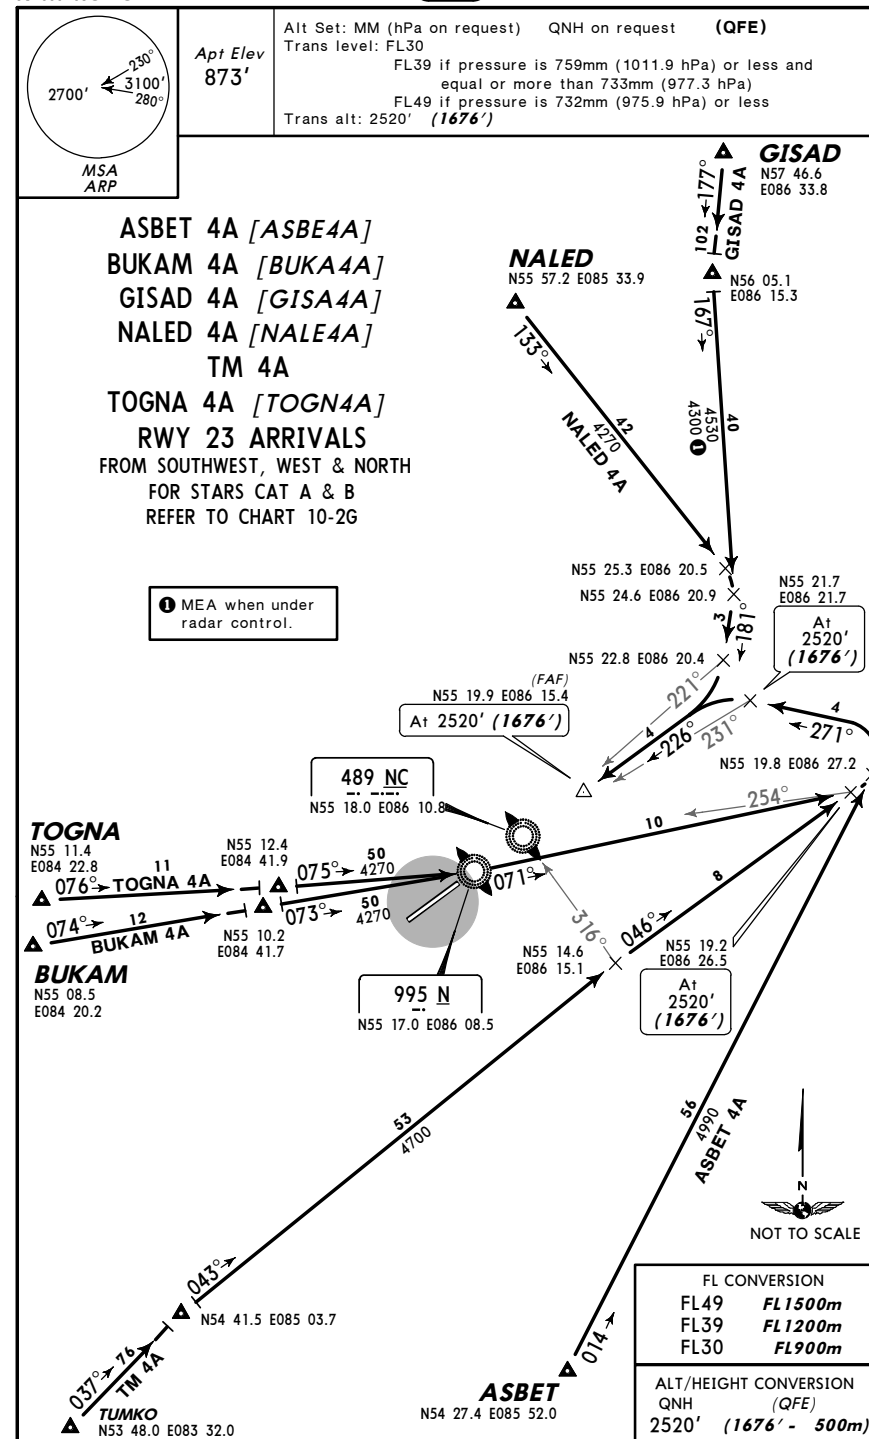 Apt Elev
873'
Alt Set: MM (hPa on request) QNH on request (QFE)
Trans level: FL30
FL39 if pressure is 759mm (1011.9 hPa) or less and
equal or more than 733mm (977.3 hPa)
FL49 if pressure is 732mm (975.9 hPa) or less
Trans alt: 2520' (1676')
230°
2700'
3100'
280°
MSA
ARP
GISAD
N57 46.6
E086 33.8
177°
102
GISAD 4A
N56 05.1
E086 15.3
167°
40
4530
4300 1
ASBET 4A [ASBE4A]
BUKAM 4A [BUKA4A]
GISAD 4A [GISA4A]
NALED 4A [NALE4A]
TM 4A
TOGNA 4A [TOGN4A]
RWY 23 ARRIVALS
FROM SOUTHWEST, WEST & NORTH
FOR STARS CAT A & B
REFER TO CHART 10-2G
NALED
N55 57.2 E085 33.9
133°
42
4270
NALED 4A
1 MEA when under
radar control.
N55 25.3 E086 20.5
N55 24.6 E086 20.9
3
181°
N55 22.8 E086 20.4
N55 21.7
E086 21.7
At
2520'
(1676')
(FAF)
N55 19.9 E086 15.4
At 2520' (1676')
221°
4
226°
231°
4
271°
N55 19.8 E086 27.2
254°
489 NC
N55 18.0 E086 10.8
10
TOGNA
N55 11.4
E084 22.8
11
076°
TOGNA 4A
N55 12.4
E084 41.9
075°
50
4270
071°
074°
12
BUKAM 4A
N55 10.2
E084 41.7
073°
50
4270
BUKAM
N55 08.5
E084 20.2
316°
046°
8
N55 14.6
E086 15.1
N55 19.2
E086 26.5
At
2520'
(1676')
995 N
N55 17.0 E086 08.5
53
4700
56
4990
ASBET 4A
N
NOT TO SCALE
043°
N54 41.5 E085 03.7
037°
76
TM 4A
TUMKO
N53 48.0 E083 32.0
014
ASBET
N54 27.4 E085 52.0
FL CONVERSION
FL49 FL1500m
FL39 FL1200m
FL30 FL900m
ALT/HEIGHT CONVERSION
QNH (QFE)
2520' (1676' - 500m)